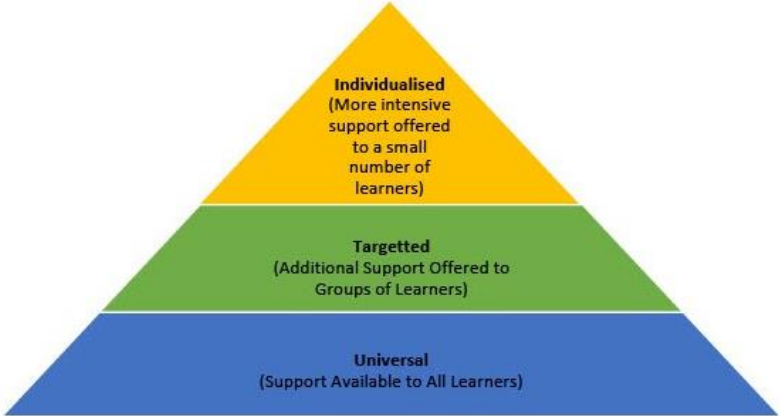 Individualised
(More intensive
support offered
to a small
number of
learners)
Targetted
(Additional Support Offered to
Groups of Learners)
Universal
(Support Available to All Learners)